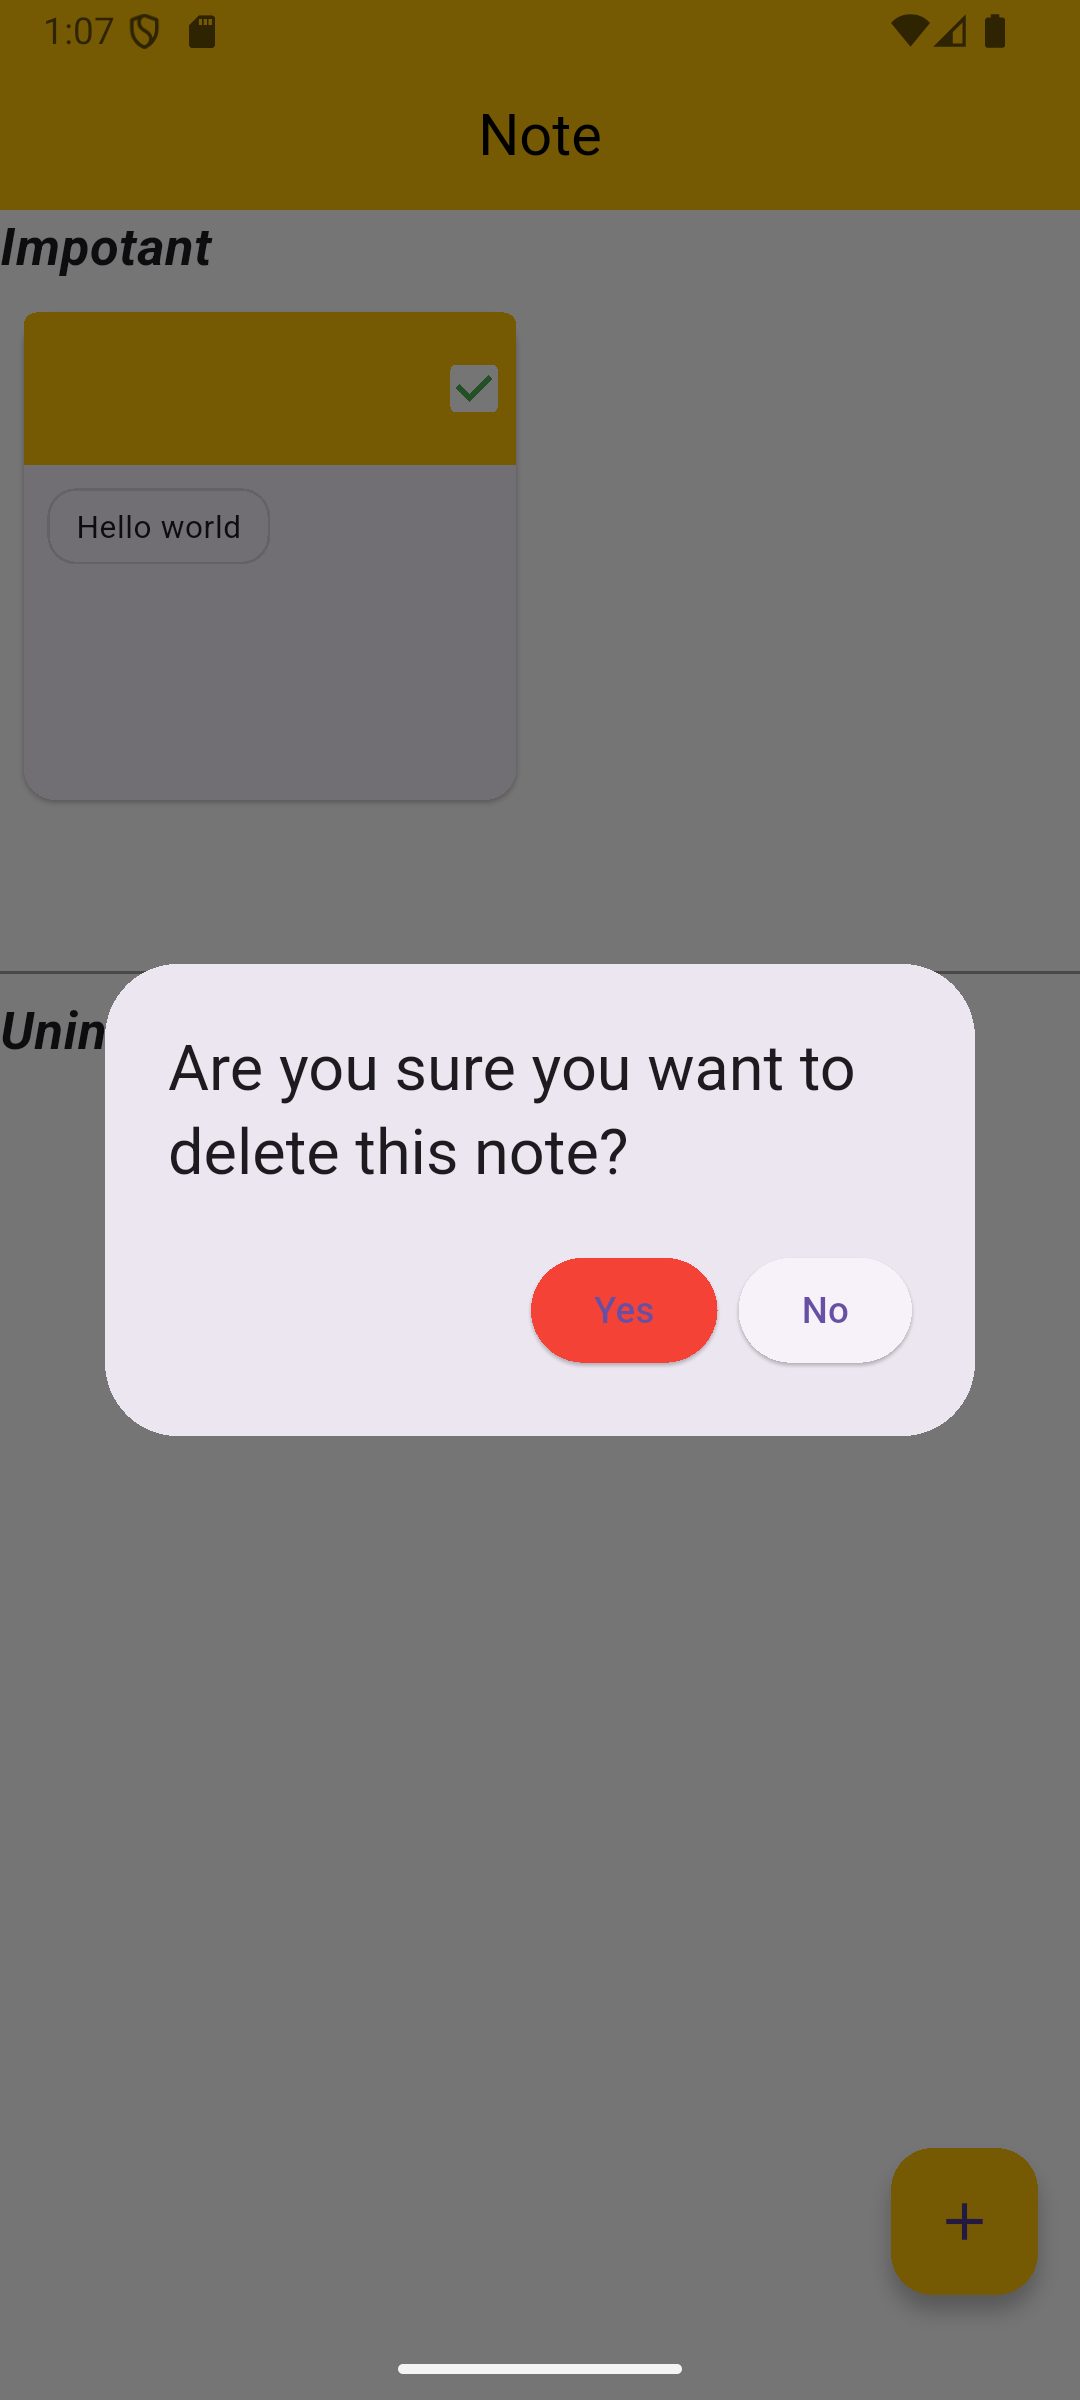 1:07
Note
Impotant
Hello world
Unin
Are you sure you want to
delete this note?
Yes
No